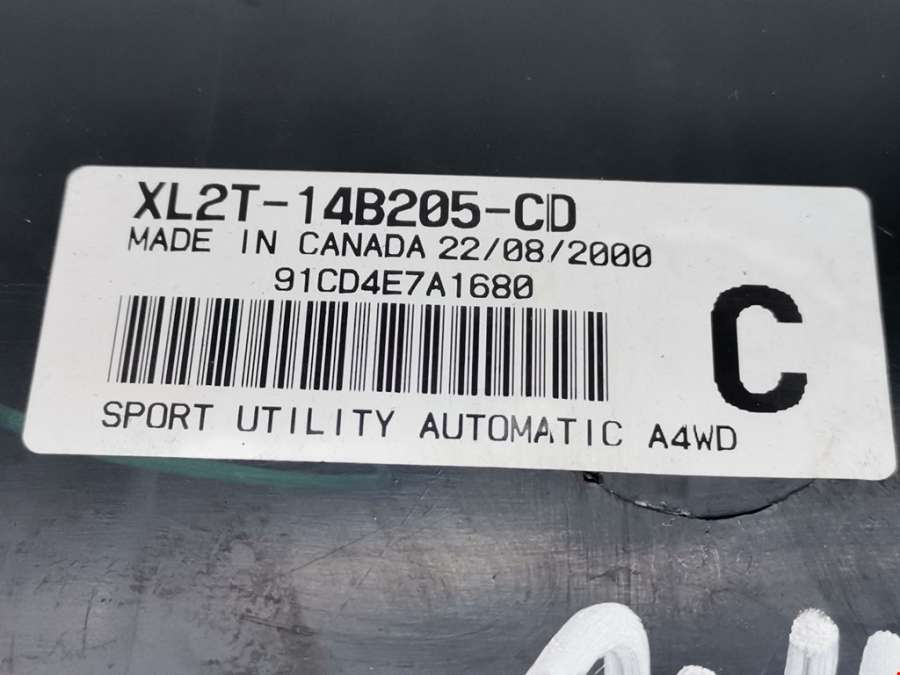 XL2T-14B205-CD
MADE IN CANADA 22/08/2000
91CD4E7A1680
C
SPORT UTILITY AUTOMATIC A4WD